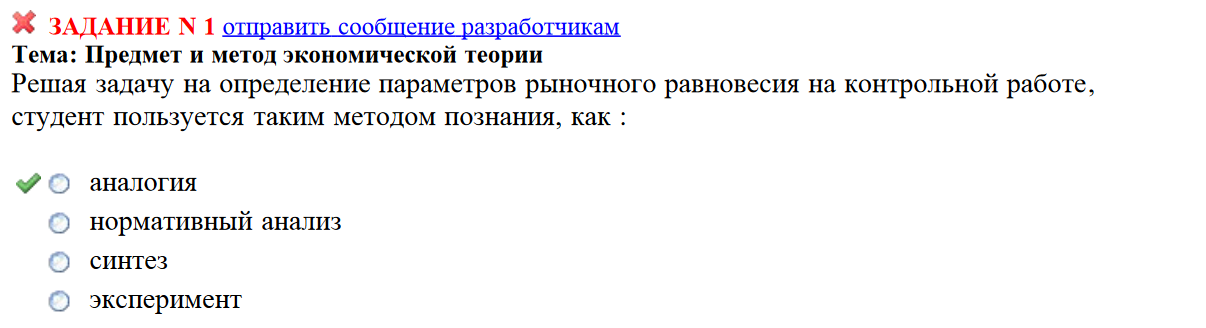 ЗАДАНИЕ N 1 отправить сообщение разработчикам
Тема: Предмет и метод экономической теории
Решая задачу на определение параметров рыночного равновесия на контрольной работе,
студент пользуется таким методом познания, как :
аналогия
нормативный анализ
синтез
эксперимент